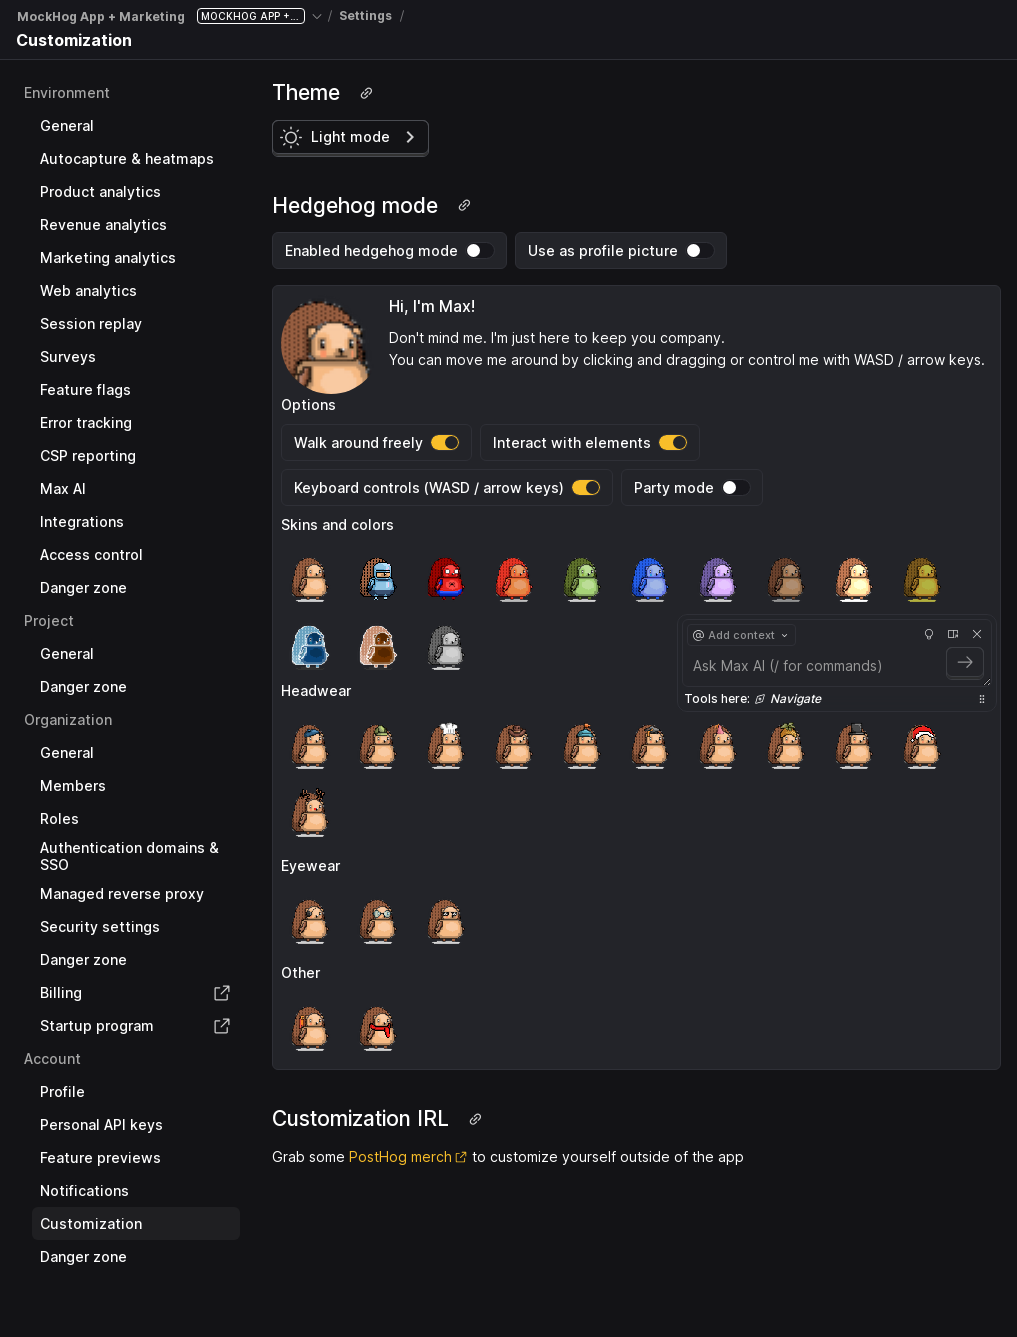 MockHog App + Marketing MOCKHOG APP +... / Settings /
Customization
Environment
General
Autocapture & heatmaps
Product analytics
Revenue analytics
Marketing analytics
Web analytics
Session replay
Surveys
Feature flags
Error tracking
CSP reporting
Max AI
Integrations
Access control
Danger zone
Project
General
Danger zone
Organization
General
Members
Roles
Authentication domains &
SSO
Managed reverse proxy
Security settings
Danger zone
Billing
Startup program
Account
Profile
Personal API keys
Feature previews
Notifications
Customization
Danger zone
Theme
Light mode
Hedgehog mode
Enabled hedgehog mode Use as profile picture
Hi, I'm Max!
Don't mind me. I'm just here to keep you company.
You can move me around by clicking and dragging or control me with WASD / arrow keys.
Options
Walk around freely Interact with elements
Keyboard controls (WASD / arrow keys) Party mode
Skins and colors
@ Add context
Ask Max AI (/ for commands)
Tools here: Navigate
Headwear
Eyewear
Other
Customization IRL
Grab some PostHog merch to customize yourself outside of the app